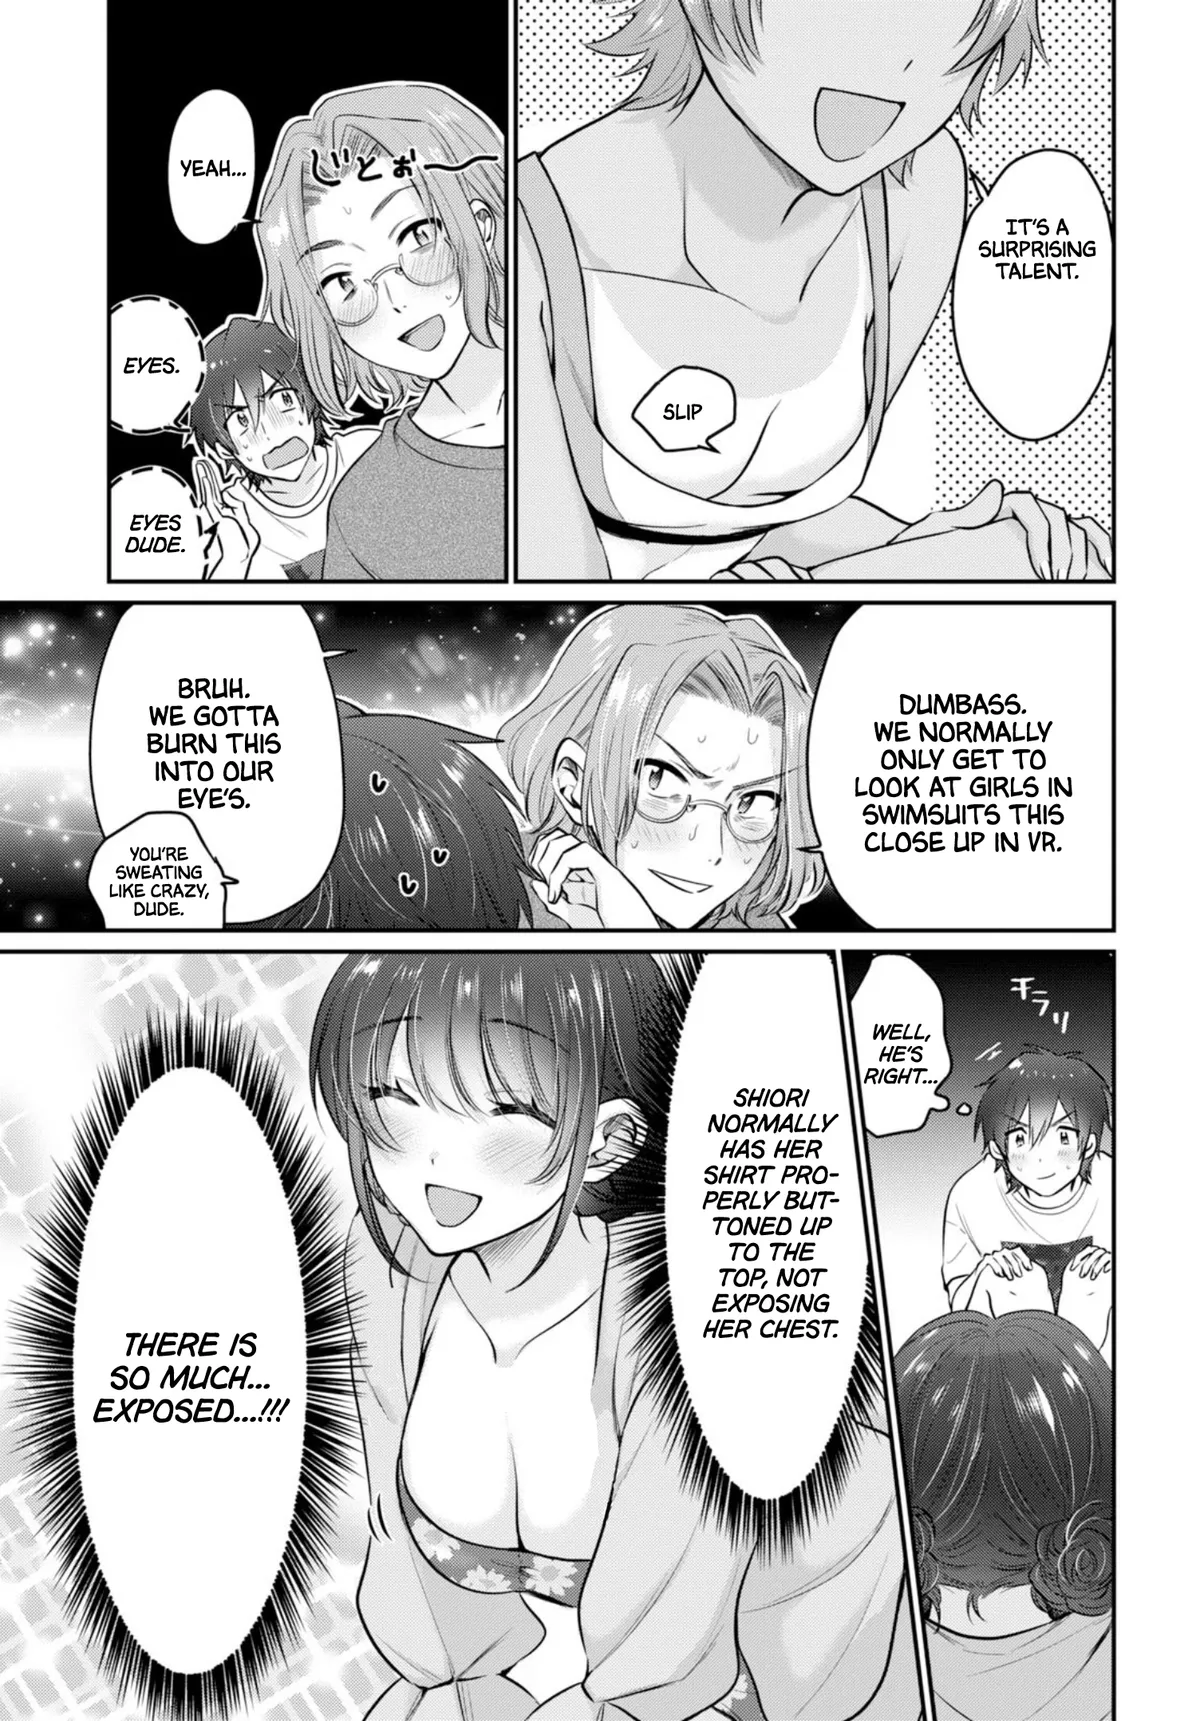 IT'S A
SURPRISING
TALENT.
SLIP
YEAH...
じとぉ〜
EYES.
EYES
DUDE.
DUMBASS.
WE NORMALLY
ONLY GET TO
LOOK AT GIRLS IN
SWIMSUITS THIS
CLOSE UP IN VR.
BRUH.
WE GOTTA
BURN THIS
INTO OUR
EYE'S.
YOU'RE
SWEATING
LIKE CRAZY,
DUDE.
チラリ
WELL,
HE'S
RIGHT...
SHIORI
NORMALLY
HAS HER
SHIRT PRO-
PERLY BUT-
TONED UP
TO THE
TOP, NOT
EXPOSING
HER CHEST.
THERE IS
SO MUCH...
EXPOSED...!!!